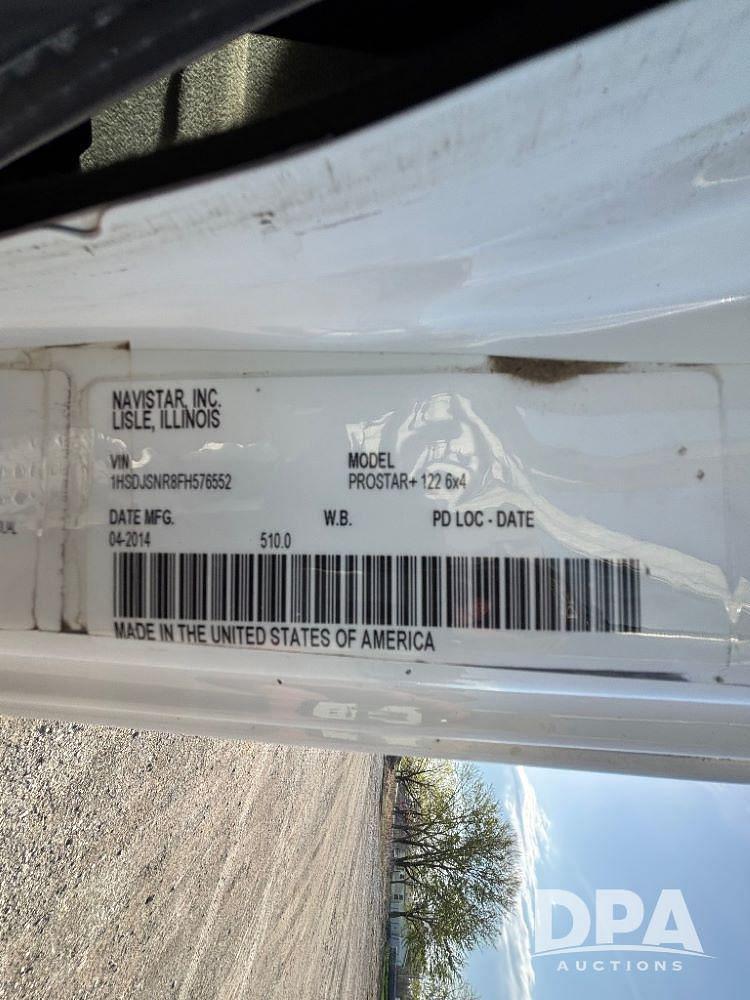 NAVISTAR, INC.
LISLE, ILLINOIS
VIN MODEL
1HSDJSNR8FH576552 PROSTAR+ 122 6x4
DATE MFG. W.B. PD LOC - DATE
04-2014 510.0
MADE IN THE UNITED STATES OF AMERICA
DPA
AUCTIONS